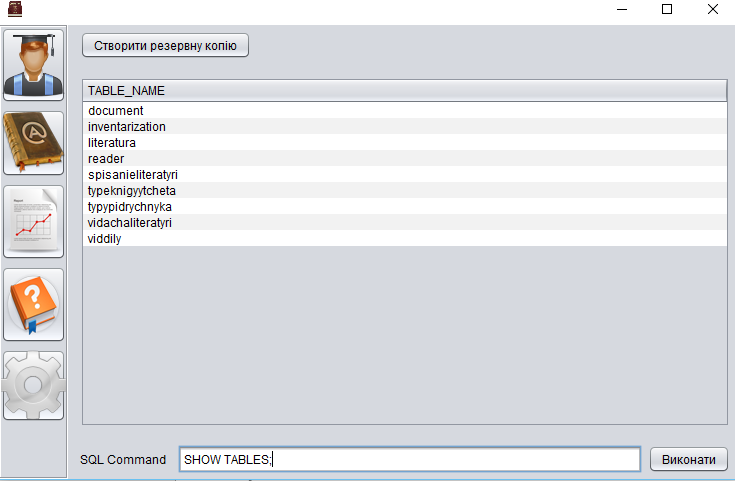 Створити резервну копію
TABLE_NAME
document
inventarization
literatura
reader
spisanieliteratyri
typeknigyytcheta
typypidrychnyka
vidachaliteratyri
viddily
SQL Command
SHOW TABLES;
Виконати